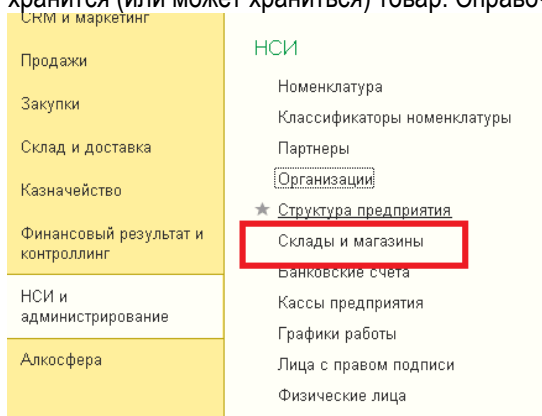 хранится (или может храниться) товар. Справо
CRM и маркетинг
Продажи
Закупки
Склад и доставка
Казначейство
Финансовый результат и
контроллинг
НСИ и
администрирование
Алкосфера
НСИ
Номенклатура
Классификаторы номенклатуры
Партнеры
Организации
Структура предприятия
Склады и магазины
Банковские счета
Кассы предприятия
Графики работы
Лица с правом подписи
Физические лица